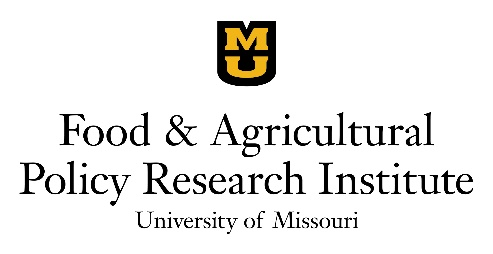 MU
Food & Agricultural
Policy Research Institute
University of Missouri